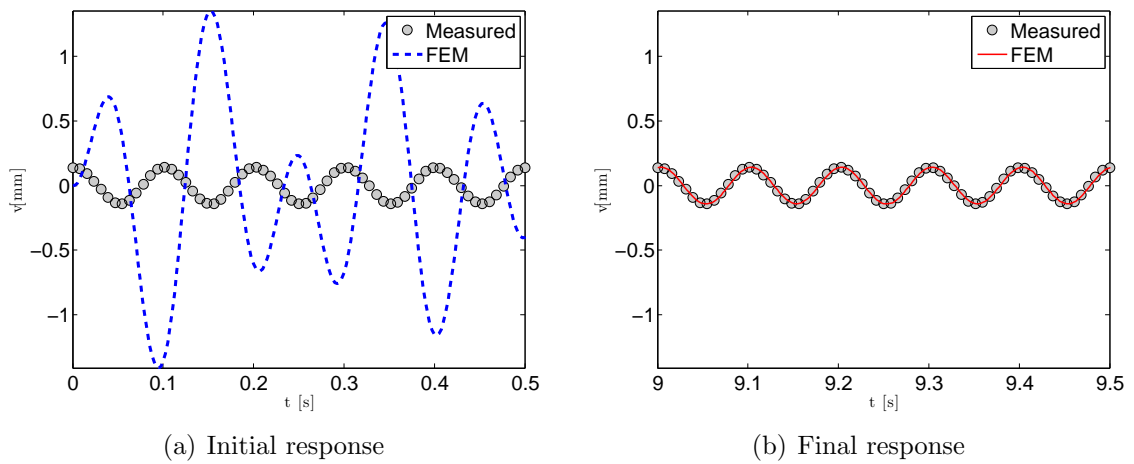 Measured
FEM
1
0.5
0
−0.5
−1
v[mm]
0
0.1
0.2
0.3
0.4
0.5
t [s]
(a) Initial response
Measured
FEM
1
0.5
0
−0.5
−1
v[mm]
9
9.1
9.2
9.3
9.4
9.5
t [s]
(b) Final response